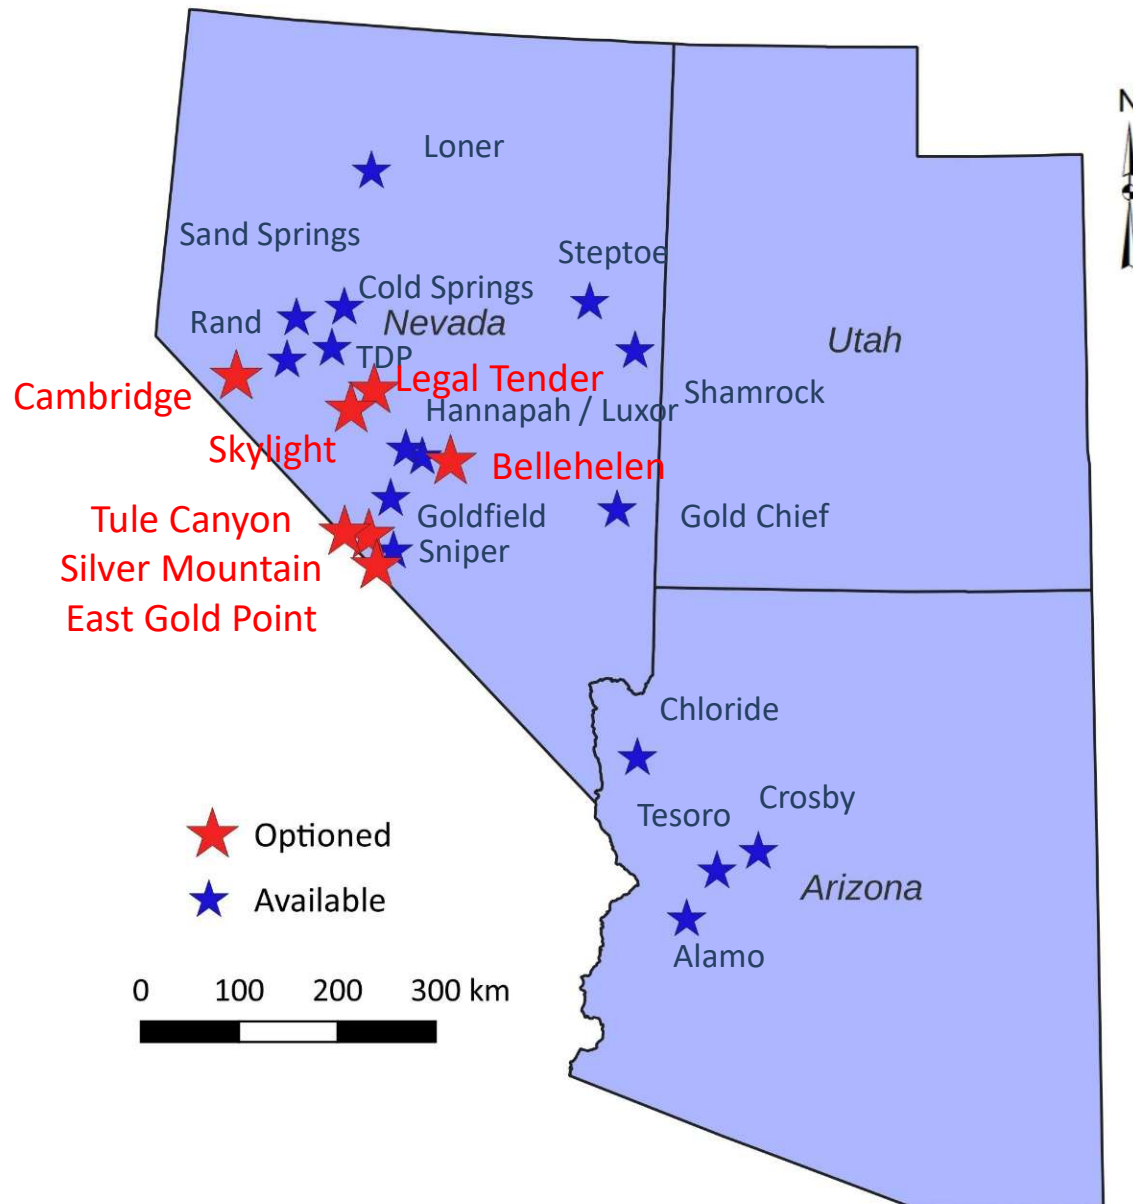 N
Loner
Sand Springs
Steptoe
Cold Springs
Rand
Nevada
Utah
TDP
Legal Tender
Cambridge
Shamrock
Hannapah / Luxor
Skylight
Bellehelen
Tule Canyon
Goldfield
Gold Chief
Sniper
Silver Mountain
East Gold Point
Chloride
Crosby
Tesoro
Optioned
Arizona
Available
Alamo
0 100 200 300 km